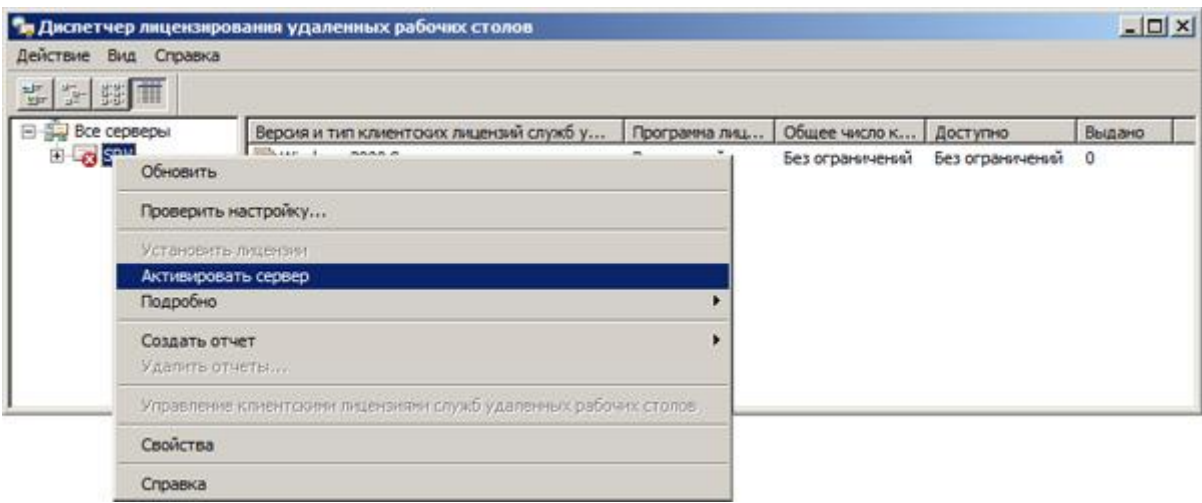 Диспетчер лицензирования удаленных рабочих столов
Действие Вид Справка
Все серверы
Версия и тип клиентских лицензий служб у... Программа лиц... Общее число к... Доступно Выдано
Без ограничений Без ограничений 0
Обновить
Проверить настройку...
Установить лицензии
Активировать сервер
Подробно
Создать отчет
Удалить отчеты...
Управление клиентскими лицензиями служб удаленных рабочих столов
Свойства
Справка